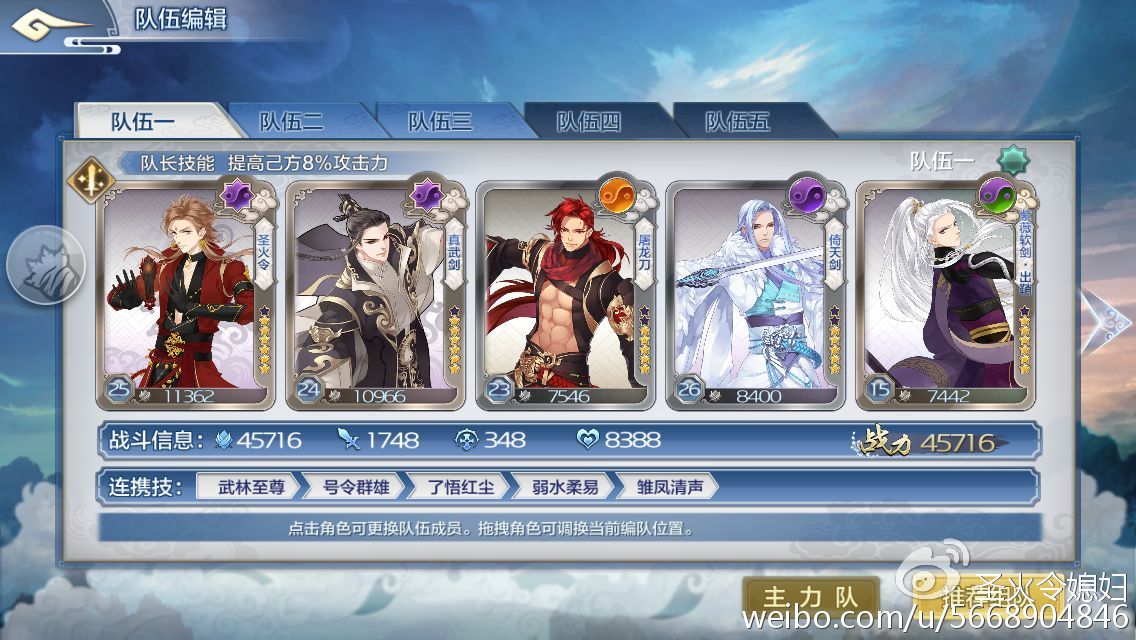 队伍编辑
队伍一 队伍二 队伍三 队伍四 队伍五
队长技能 提高己方8%攻击力 队伍一
圣火令 真武剑 屠龙刀 倚天剑 紫薇软剑·出鞘
25 11362 24 10966 23 7546 26 8400 15 7442
战斗信息: 45716 1748 348 8388 战力 45716
连携技: 武林至尊 号令群雄 了悟红尘 弱水柔易 雏凤清声
点击角色可更换队伍成员。拖拽角色可调换当前编队位置。
主力队
圣火令媳妇
weibo.com/u/5668904846